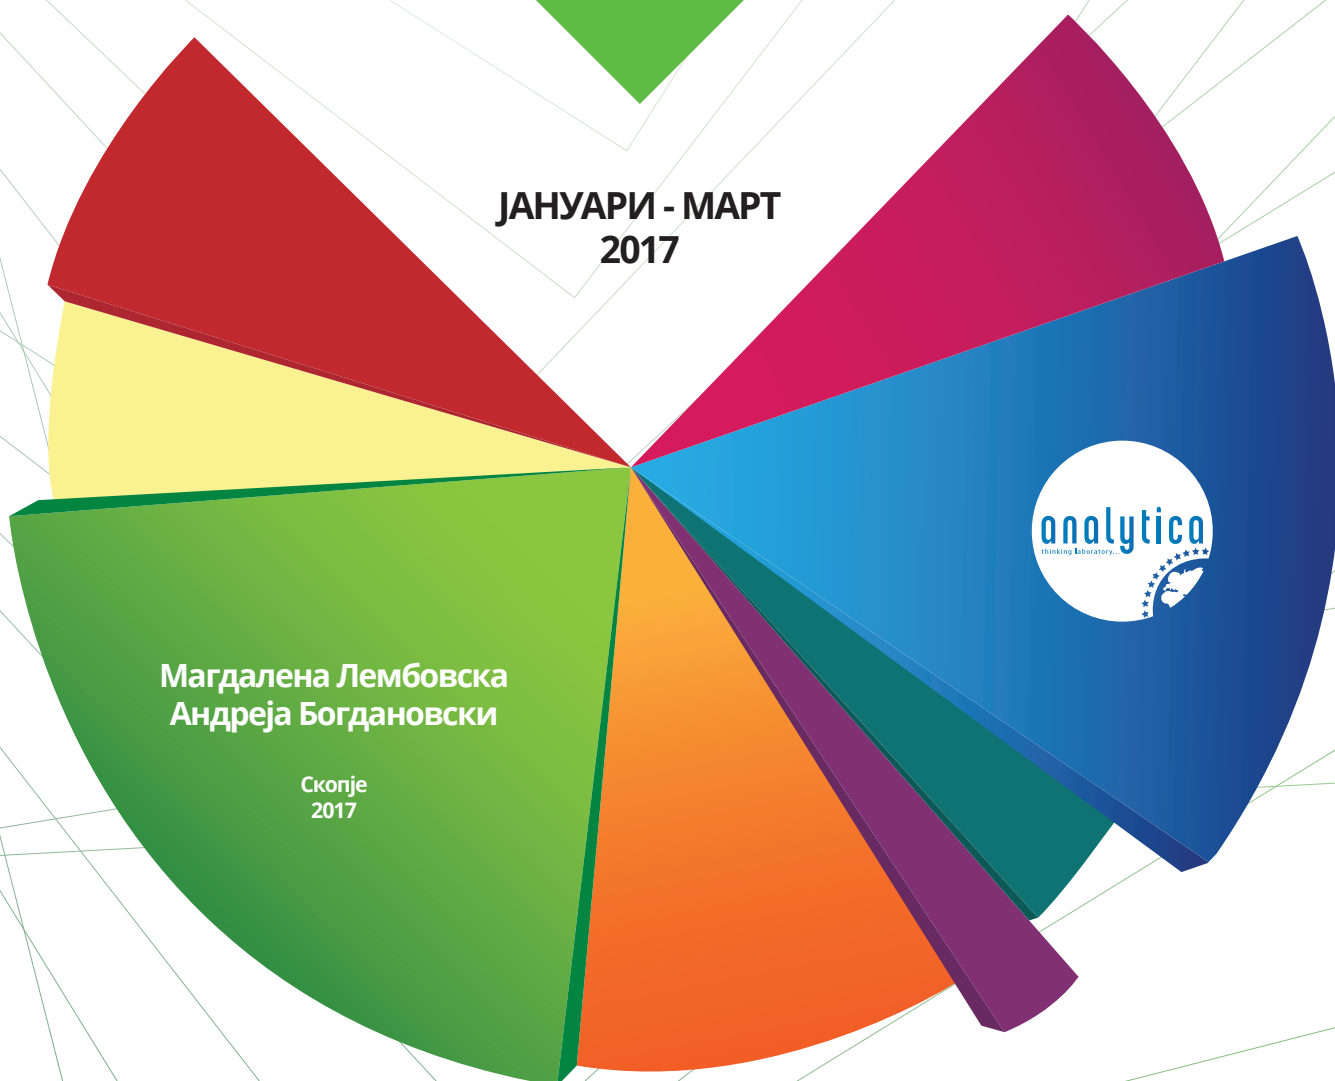 ЈАНУАРИ - МАРТ
2017
analytica
thinking laboratory...
Магдалена Лембовска
Андреја Богдановски
Скопје
2017